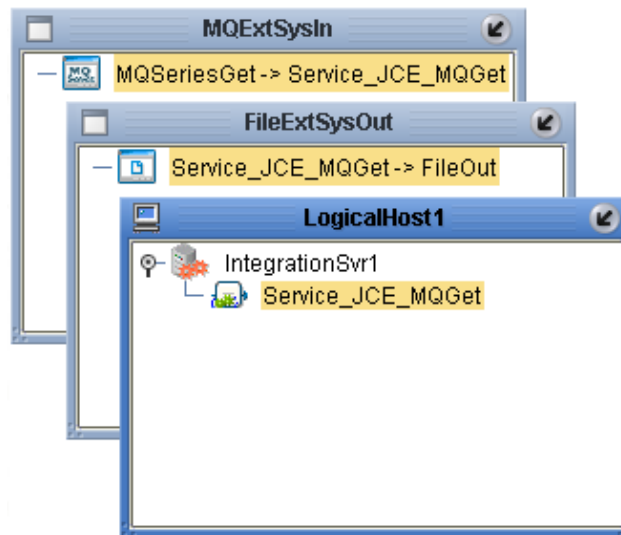 MQExtSysIn
MQSeriesGet -> Service_JCE_MQGet
FileExtSysOut
Service_JCE_MQGet -> FileOut
LogicalHost1
IntegrationSvr1
Service_JCE_MQGet